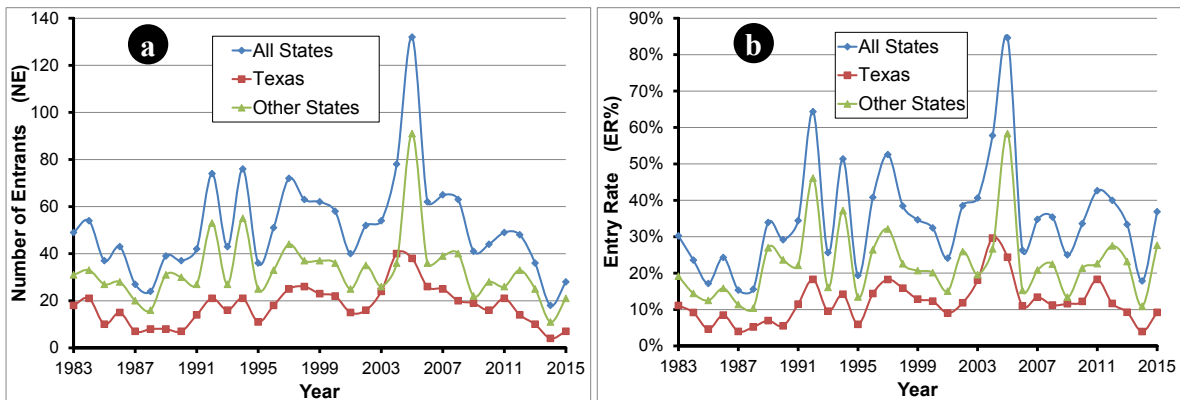 a
Number of Entrants (NE)
140
120
100
80
60
40
20
0
All States
Texas
Other States
1983 1987 1991 1995 1999 2003 2007 2011 2015
Year
b
Entry Rate (ER%)
90%
80%
70%
60%
50%
40%
30%
20%
10%
0%
All States
Texas
Other States
1983 1987 1991 1995 1999 2003 2007 2011 2015
Year